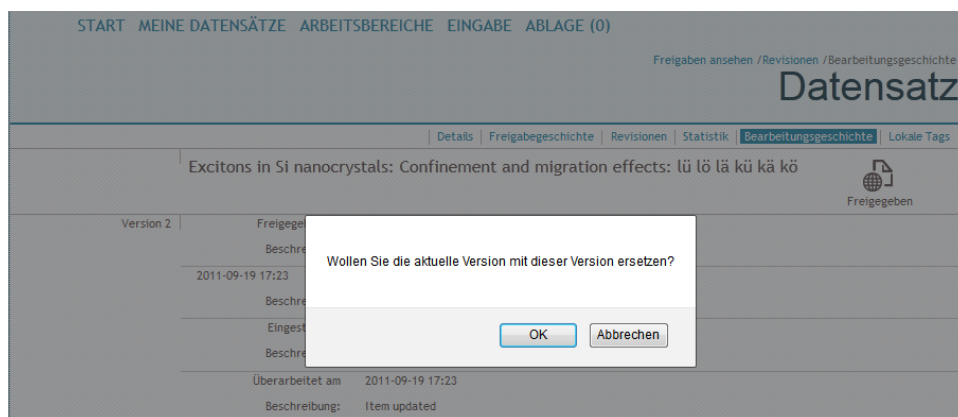 START MEINE DATENSÄTZE ARBEITSBEREICHE EINGABE ABLAGE (0)
Freigaben ansehen /Revisionen /Bearbeitungsgeschichte
Datensatz
Details | Freigabegeschichte | Revisionen | Statistik | Bearbeitungsgeschichte | Lokale Tags
Excitons in Si nanocrystals: Confinement and migration effects: lü lö lä kü kä kö
Freigegeben
Version 2
Wollen Sie die aktuelle Version mit dieser Version ersetzen?
2011-09-19 17:23
OK Abbrechen
Überarbeitet am 2011-09-19 17:23
Beschreibung: Item updated